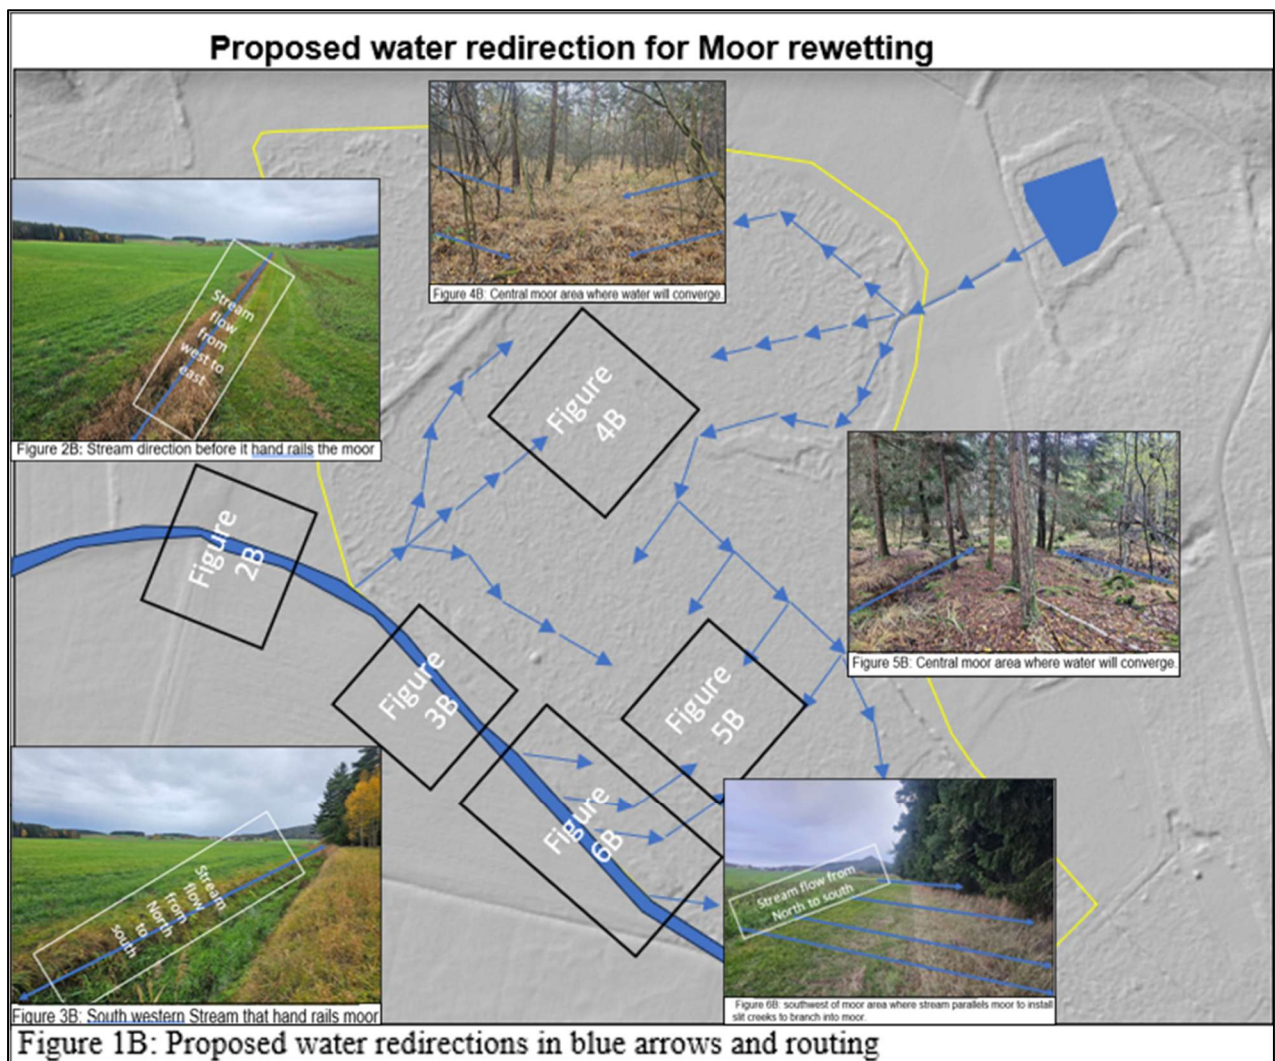 Proposed water redirection for Moor rewetting
Figure 4B: Central moor area where water will converge.
Stream
flow
from
west to
east
Figure 2B: Stream direction before it hand rails the moor
Figure
4B
Figure
2B
Figure 5B: Central moor area where water will converge.
Figure
3B
Figure
5B
Figure
6B
Stream
flow
from
North
to
south
Figure 3B: South western Stream that hand rails moor
Stream flow from
North to south
Figure 6B: southwest of moor area where stream parallels moor to install
slit creeks to branch into moor.
Figure 1B: Proposed water redirections in blue arrows and routing